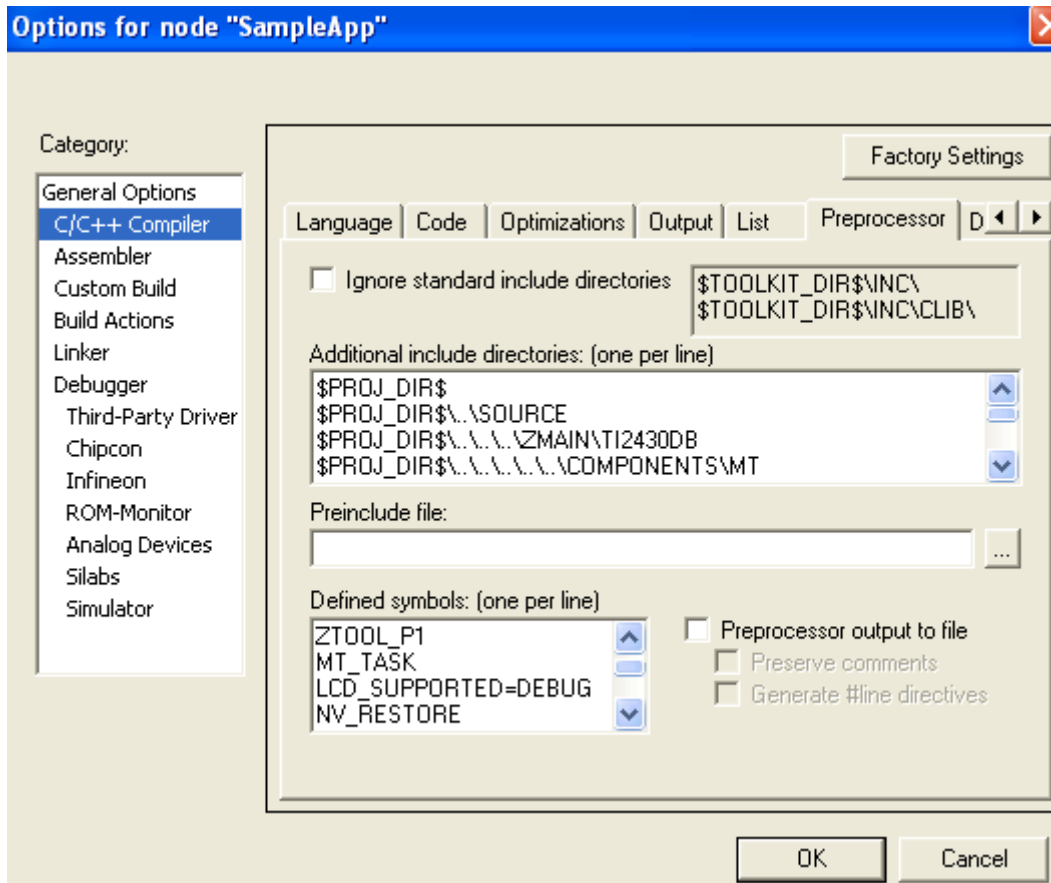 Options for node "SampleApp"
Category:
Factory Settings
General Options
C/C++ Compiler
Assembler
Custom Build
Build Actions
Linker
Debugger
Third-Party Driver
Chipcon
Infineon
ROM-Monitor
Analog Devices
Silabs
Simulator
Language Code Optimizations Output List Preprocessor D
Ignore standard include directories
$TOOLKIT_DIR$\INC\
$TOOLKIT_DIR$\INC\CLIB\
Additional include directories: (one per line)
$PROJ_DIR$
$PROJ_DIR$\..\SOURCE
$PROJ_DIR$\..\..\..\ZMAIN\TI2430DB
$PROJ_DIR$\..\..\..\..\..\COMPONENTS\MT
Preinclude file:
...
Defined symbols: (one per line)
ZTOOL_P1
MT_TASK
LCD_SUPPORTED=DEBUG
NV_RESTORE
Preprocessor output to file
Preserve comments
Generate #line directives
OK
Cancel